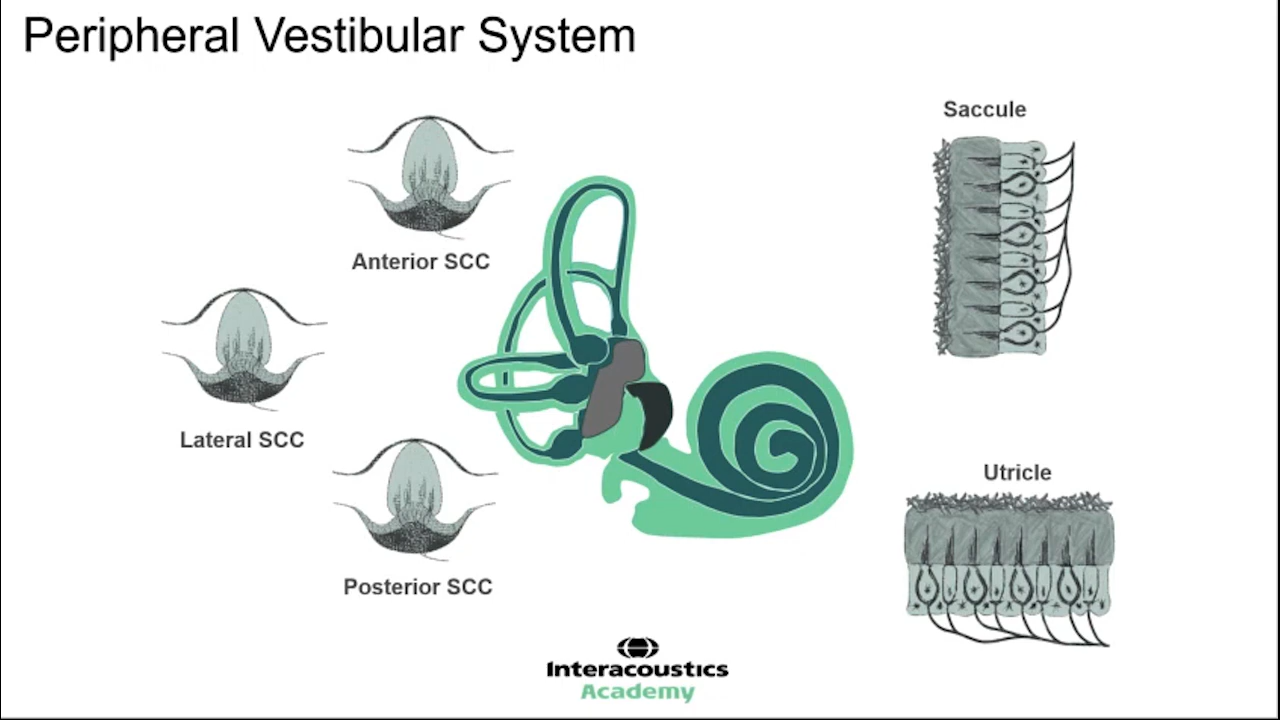 Peripheral Vestibular System
Saccule
Anterior SCC
Lateral SCC
Utricle
Posterior SCC
Interacoustics
Academy